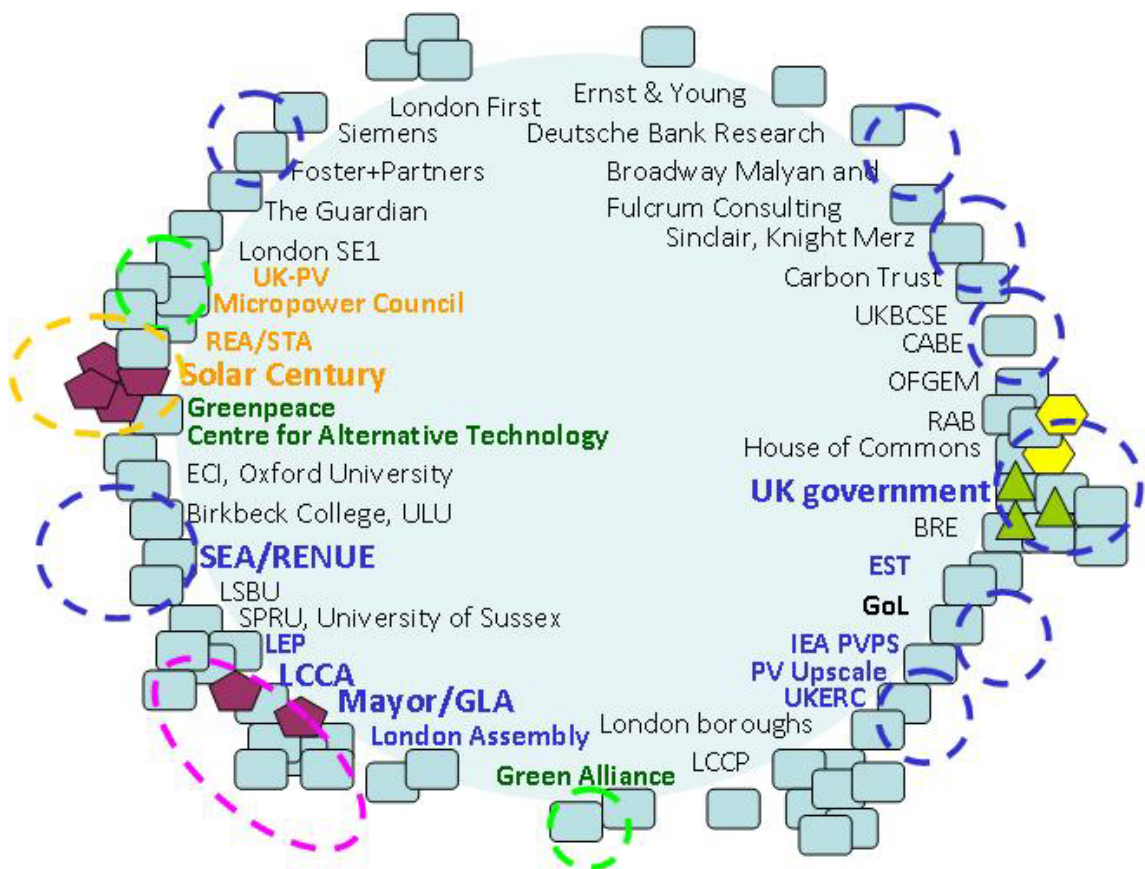 London First
Siemens
Foster+Partners
The Guardian
London SE1
UK-PV
Micropower Council
REA/STA
Solar Century
Greenpeace
Centre for Alternative Technology
ECI, Oxford University
Birkbeck College, ULU
SEA/RENUE
LSBU
SPRU, University of Sussex
LEP
LCCA
Mayor/GLA
London Assembly
Green Alliance
Ernst & Young
Deutsche Bank Research
Broadway Malyan and
Fulcrum Consulting
Sinclair, Knight Merz
Carbon Trust
UKBCSE
CABE
OFGEM
RAB
House of Commons
UK government
BRE
EST
GoL
IEA PVPS
PV Upscale
UKERC
London boroughs
LCCP